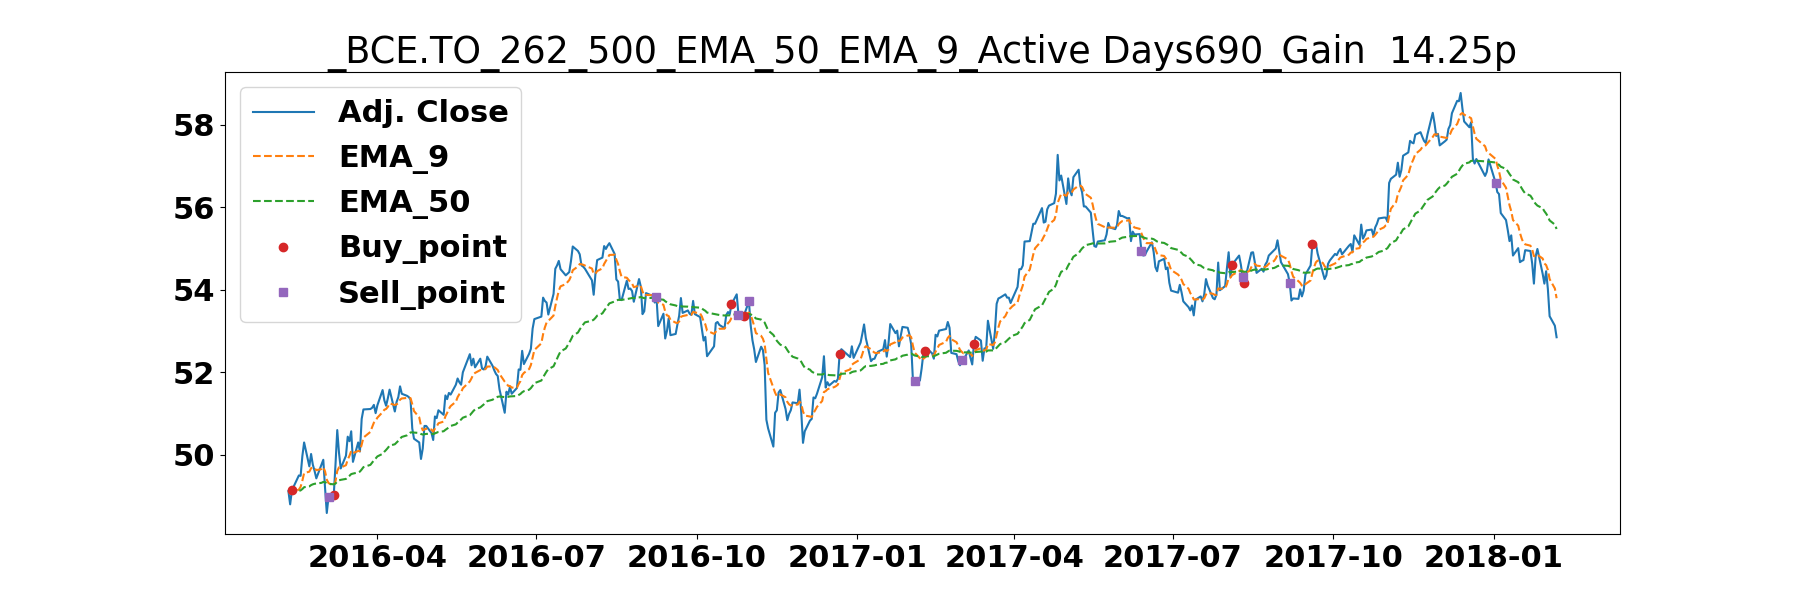 _BCE.TO_262_500_EMA_50_EMA_9_Active Days690_Gain  14.25p
Adj. Close
EMA_9
EMA_50
Buy_point
Sell_point
58
56
54
52
50
2016-04 2016-07 2016-10 2017-01 2017-04 2017-07 2017-10 2018-01